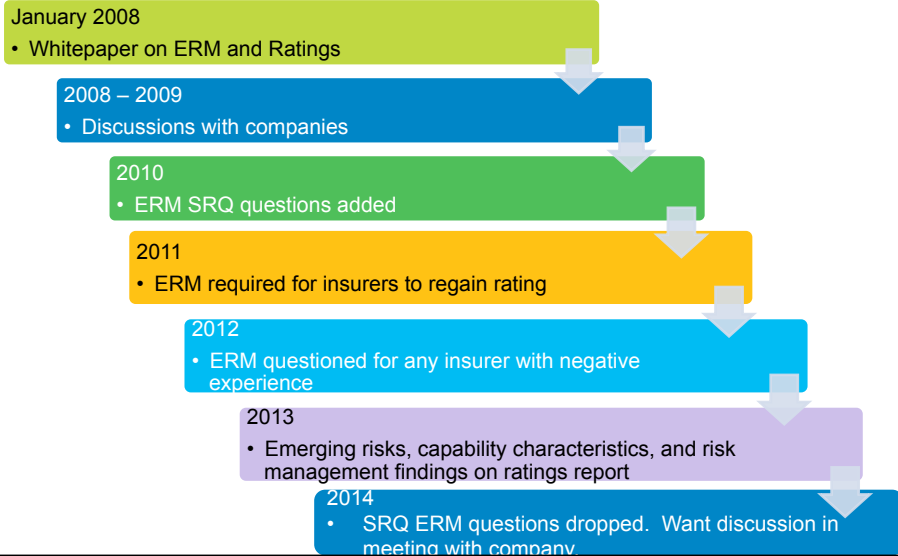 January 2008
• Whitepaper on ERM and Ratings
2008 – 2009
• Discussions with companies
2010
• ERM SRQ questions added
2011
• ERM required for insurers to regain rating
2012
• ERM questioned for any insurer with negative
experience
2013
• Emerging risks, capability characteristics, and risk
management findings on ratings report
2014
• SRQ ERM questions dropped. Want discussion in
meeting with company.